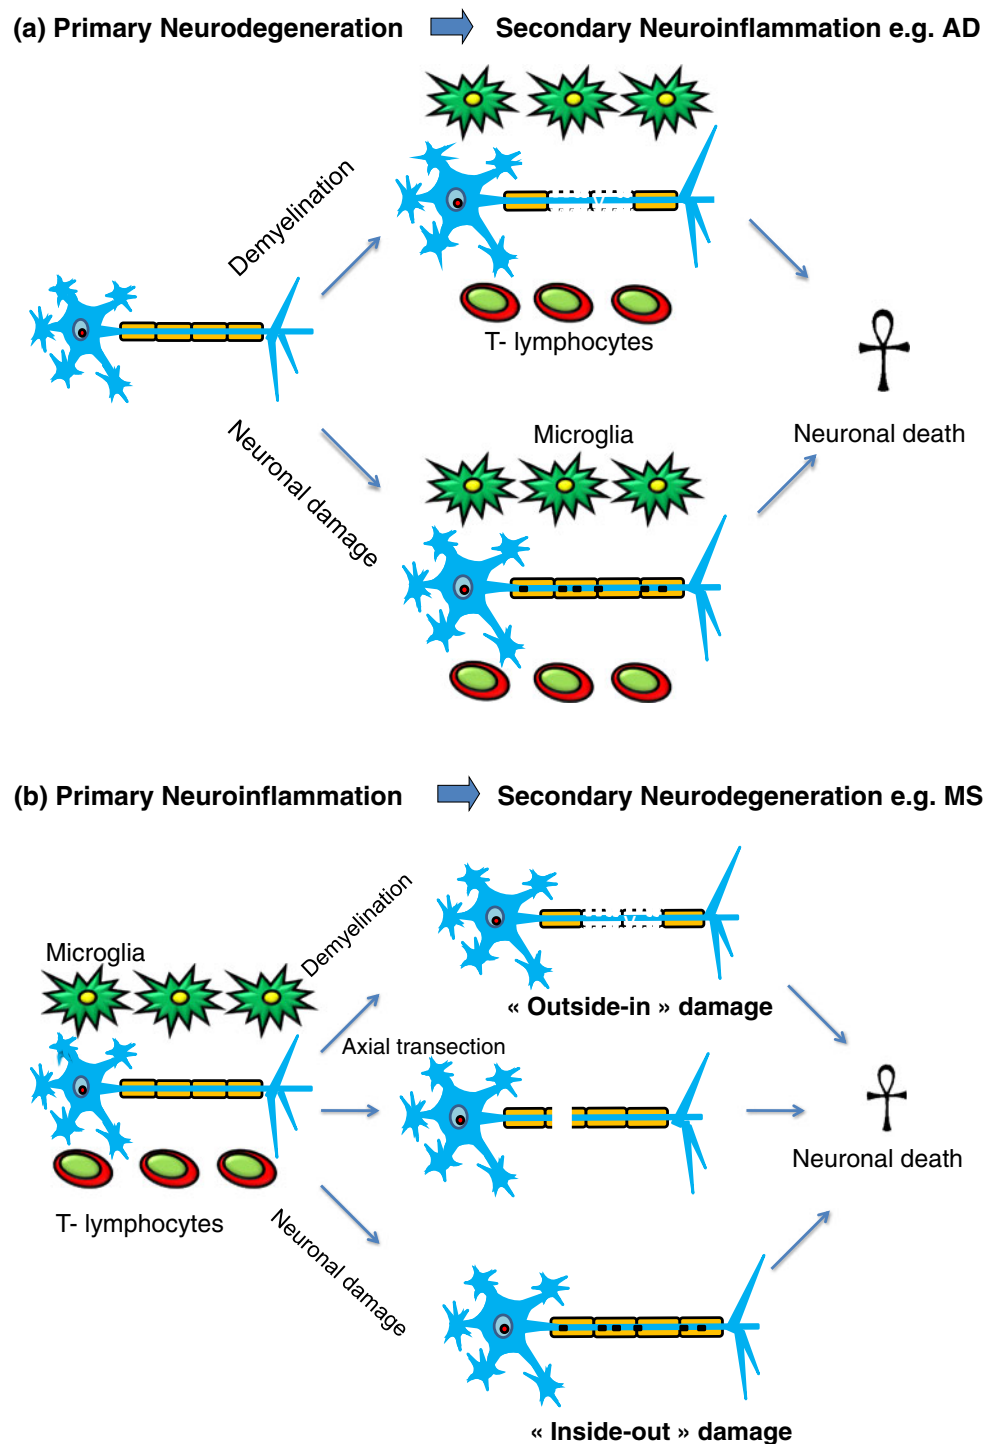 (a) Primary Neurodegeneration Secondary Neuroinflammation e.g. AD
Demyelination
T- lymphocytes
Neuronal damage
Microglia
Neuronal death
(b) Primary Neuroinflammation Secondary Neurodegeneration e.g. MS
Demyelination
Microglia
« Outside-in » damage
Axial transection
Neuronal death
T- lymphocytes
Neuronal damage
« Inside-out » damage